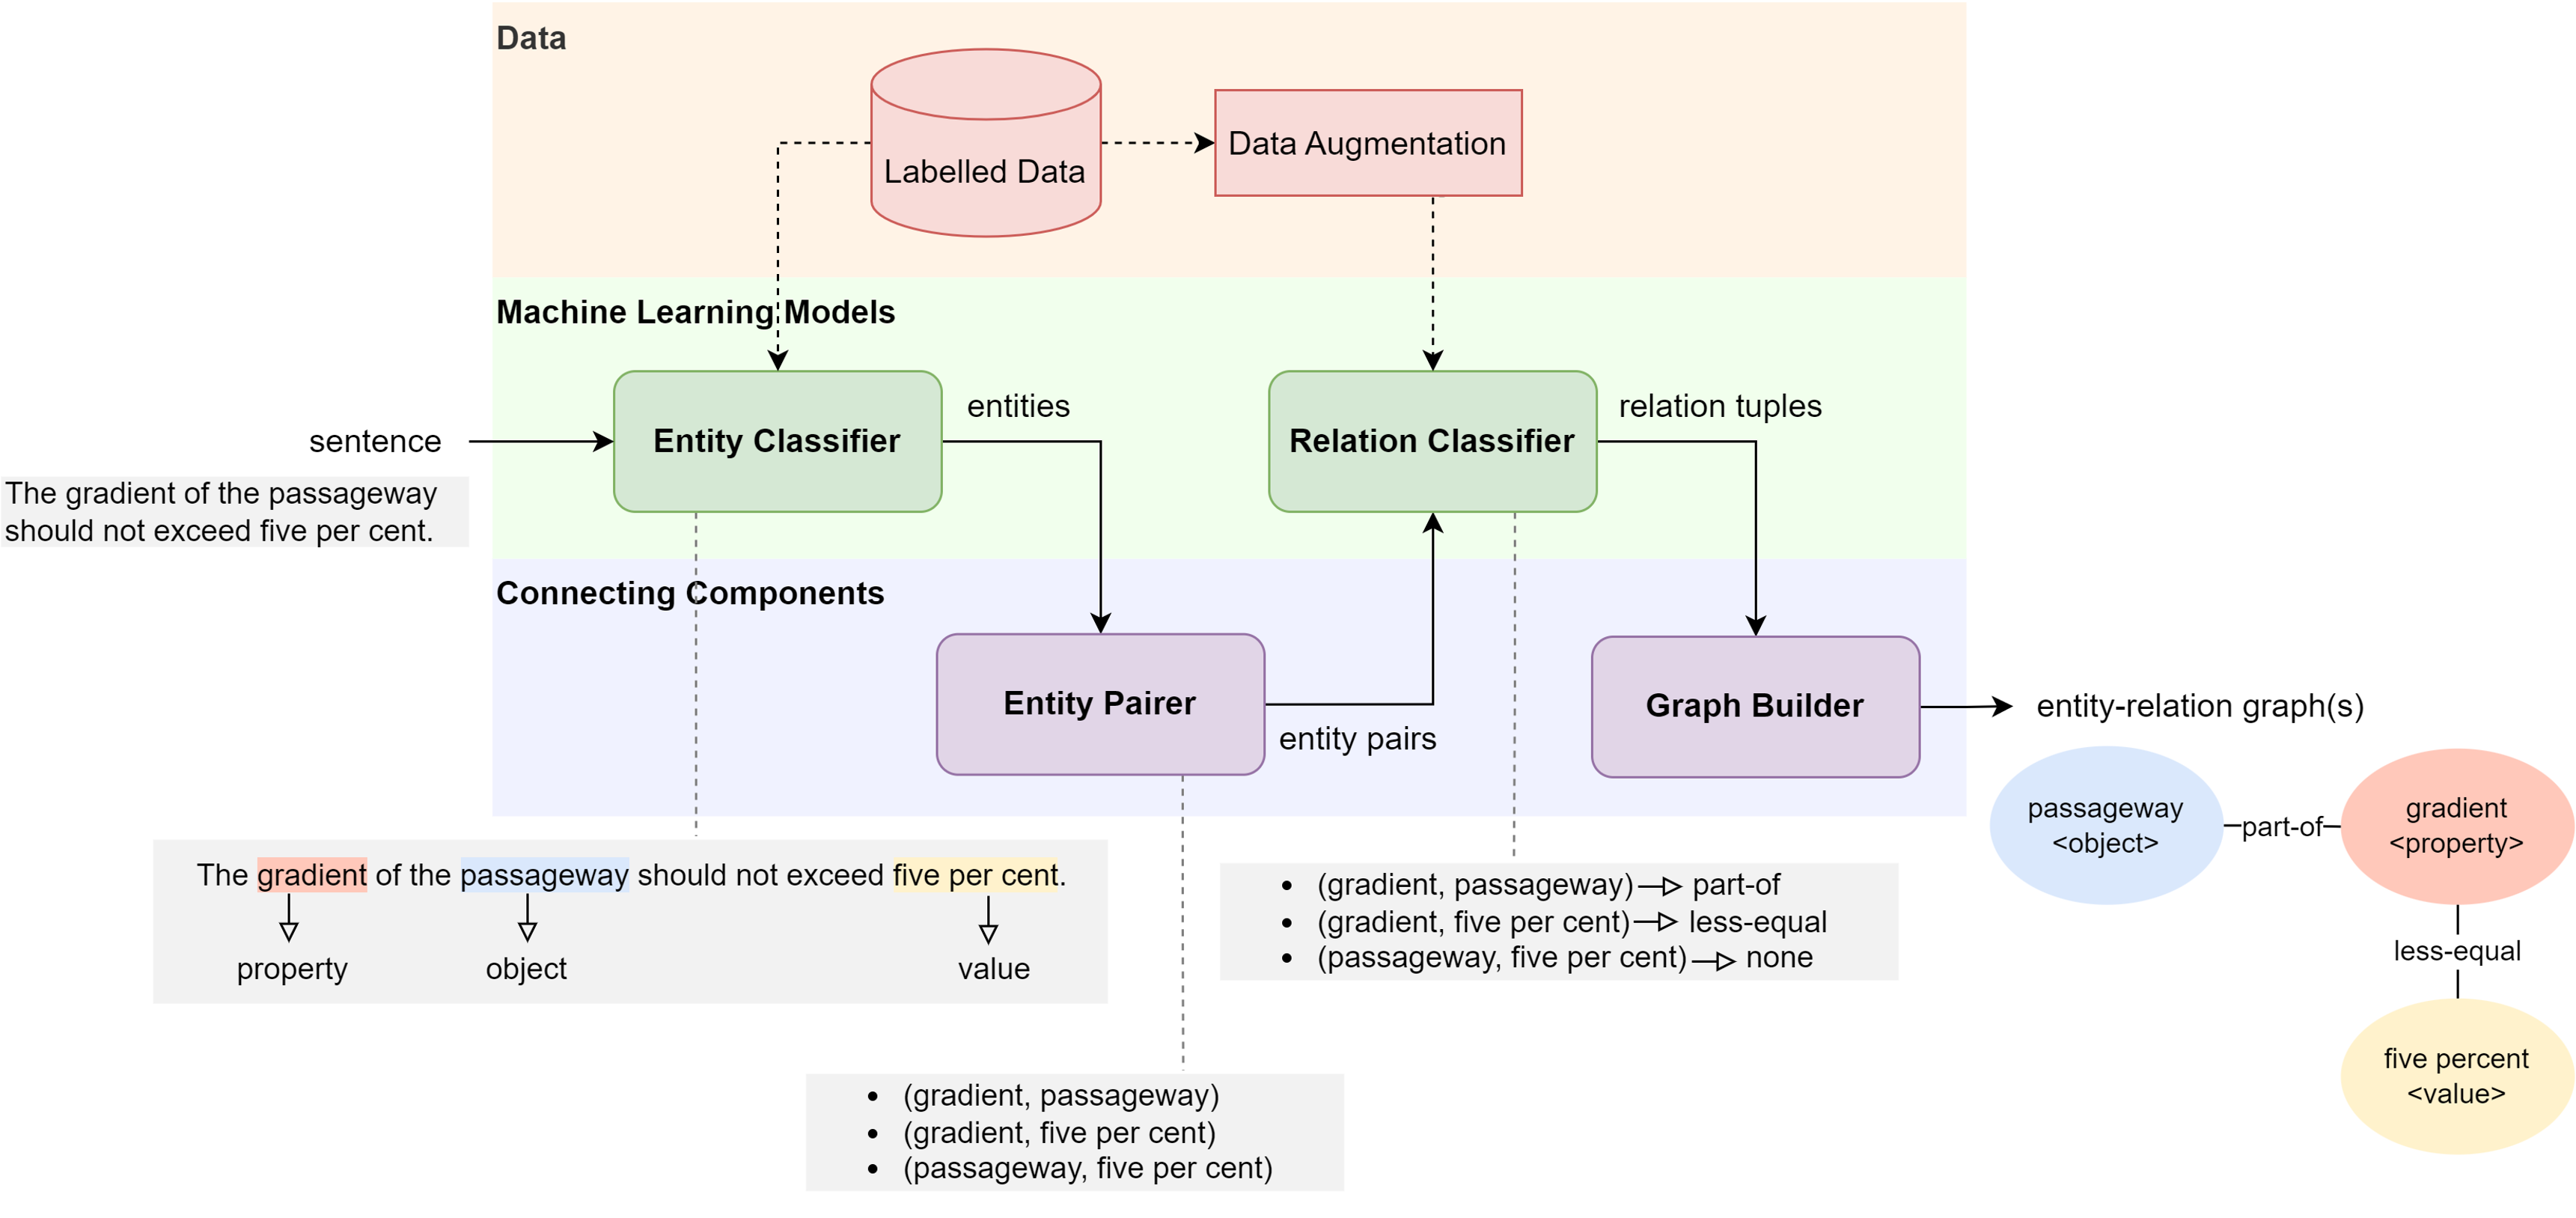 Data
Labelled Data
Data Augmentation
Machine Learning Models
sentence
The gradient of the passageway
should not exceed five per cent.
Entity Classifier
entities
Relation Classifier
relation tuples
Connecting Components
Entity Pairer
entity pairs
Graph Builder
entity-relation graph(s)
passageway
<object>
part-of
gradient
<property>
less-equal
five percent
<value>
The gradient of the passageway should not exceed five per cent.
property
object
value
• (gradient, passageway) part-of
• (gradient, five per cent) less-equal
• (passageway, five per cent) none
• (gradient, passageway)
• (gradient, five per cent)
• (passageway, five per cent)